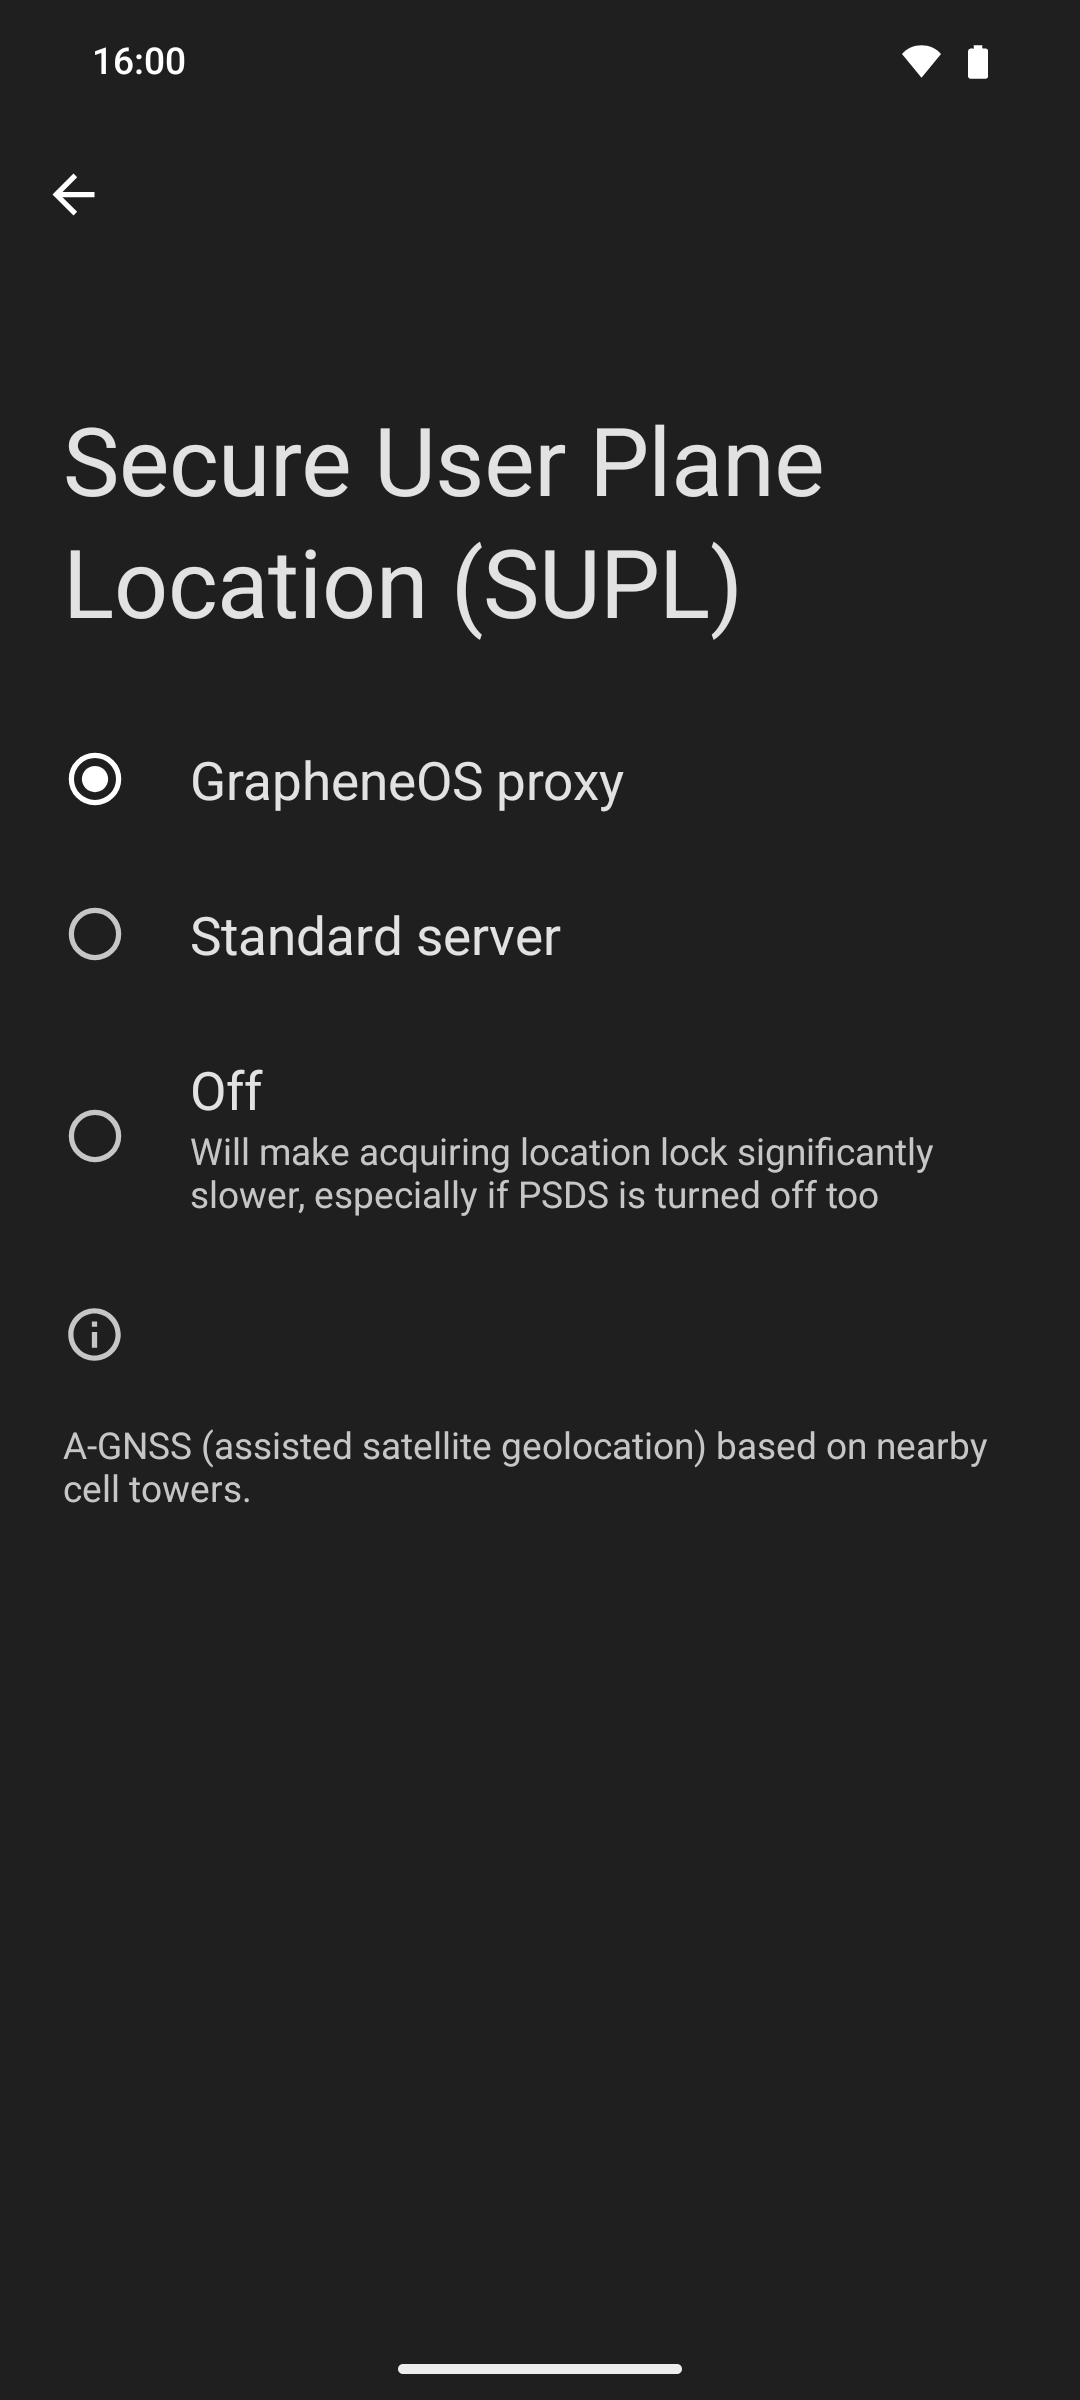 16:00
Secure User Plane
Location (SUPL)
GrapheneOS proxy
Standard server
Off
Will make acquiring location lock significantly
slower, especially if PSDS is turned off too
A-GNSS (assisted satellite geolocation) based on nearby
cell towers.